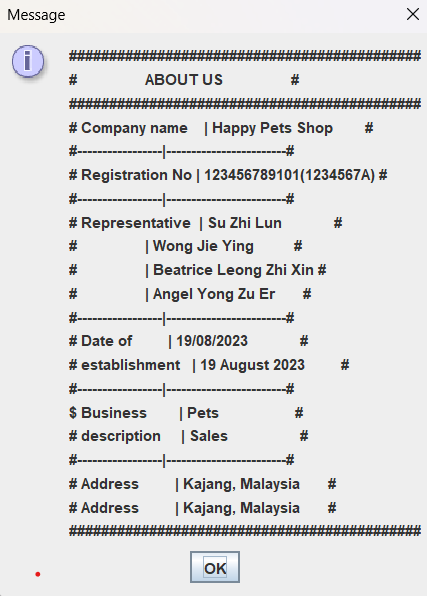 Message
############################################
# ABOUT US #
############################################
# Company name | Happy Pets Shop #
#-----------------|------------------------#
# Registration No | 123456789101(1234567A) #
#-----------------|------------------------#
# Representative | Su Zhi Lun #
# | Wong Jie Ying #
# | Beatrice Leong Zhi Xin #
# | Angel Yong Zu Er #
#-----------------|------------------------#
# Date of | 19/08/2023 #
# establishment | 19 August 2023 #
#-----------------|------------------------#
$ Business | Pets #
# description | Sales #
#-----------------|------------------------#
# Address | Kajang, Malaysia #
# Address | Kajang, Malaysia #
############################################
OK